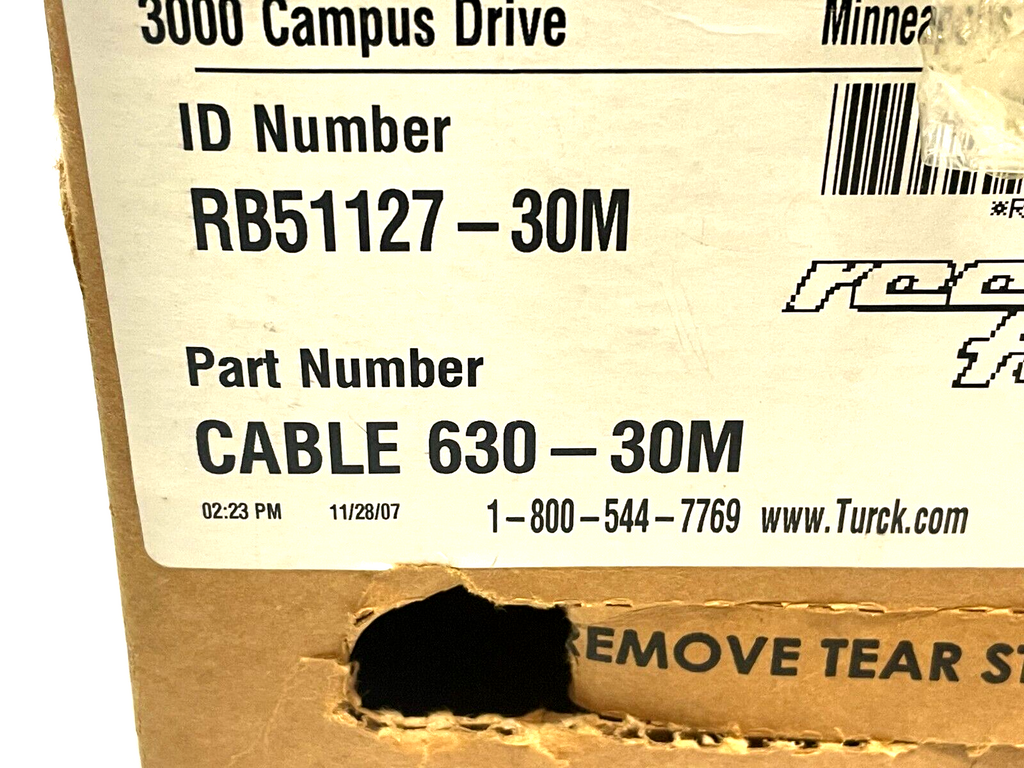 3000 Campus Drive
ID Number
RB51127-30M
Part Number
CABLE 630-30M
02:23 PM 11/28/07 1-800-544-7769 www.Turck.com
REMOVE TEAR